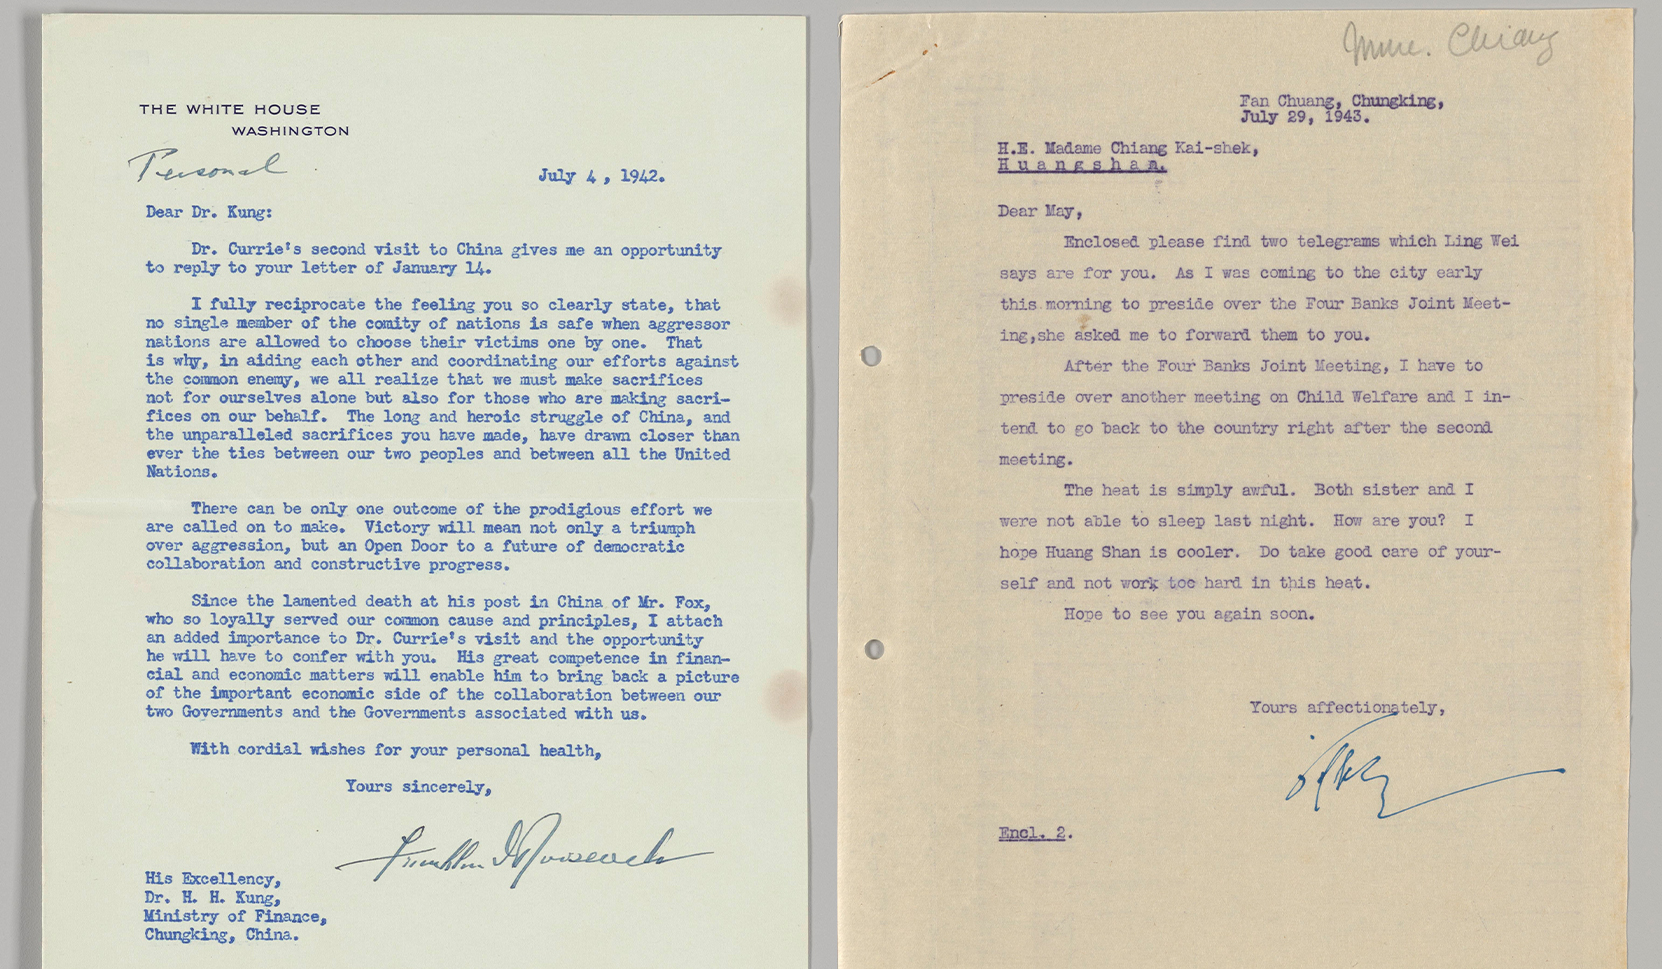 THE WHITE HOUSE
WASHINGTON
Personal
July 4, 1942.
Dear Dr. Kung:
Dr. Currie's second visit to China gives me an opportunity
to reply to your letter of January 14.
I fully reciprocate the feeling you so clearly state, that
no single member of the comity of nations is safe when aggressor
nations are allowed to choose their victims one by one. That
is why, in aiding each other and coordinating our efforts against
the common enemy, we all realize that we must make sacrifices
not for ourselves alone but also for those who are making sacri-
fices on our behalf. The long and heroic struggle of China, and
the unparalleled sacrifices you have made, have drawn closer than
ever the ties between our two peoples and between all the United
Nations.
There can be only one outcome of the prodigious effort we
are called on to make. Victory will mean not only a triumph
over aggression, but an Open Door to a future of democratic
collaboration and constructive progress.
Since the lamented death at his post in China of Mr. Fox,
who so loyally served our common cause and principles, I attach
an added importance to Dr. Currie's visit and the opportunity
he will have to confer with you. His great competence in finan-
cial and economic matters will enable him to bring back a picture
of the important economic side of the collaboration between our
two Governments and the Governments associated with us.
With cordial wishes for your personal health,
Yours sincerely,
Franklin D Roosevelt
His Excellency,
Dr. H. H. Kung,
Ministry of Finance,
Chungking, China.
Mme. Chiang
Fan Chuang, Chungking,
July 29, 1943.
H.E. Madame Chiang Kai-shek,
Huangshan.
Dear May,
Enclosed please find two telegrams which Ling Wei
says are for you. As I was coming to the city early
this morning to preside over the Four Banks Joint Meet-
ing,she asked me to forward them to you.
After the Four Banks Joint Meeting, I have to
preside over another meeting on Child Welfare and I in-
tend to go back to the country right after the second
meeting.
The heat is simply awful. Both sister and I
were not able to sleep last night. How are you? I
hope Huang Shan is cooler. Do take good care of your-
self and not work too hard in this heat.
Hope to see you again soon.
Yours affectionately,
Encl. 2.